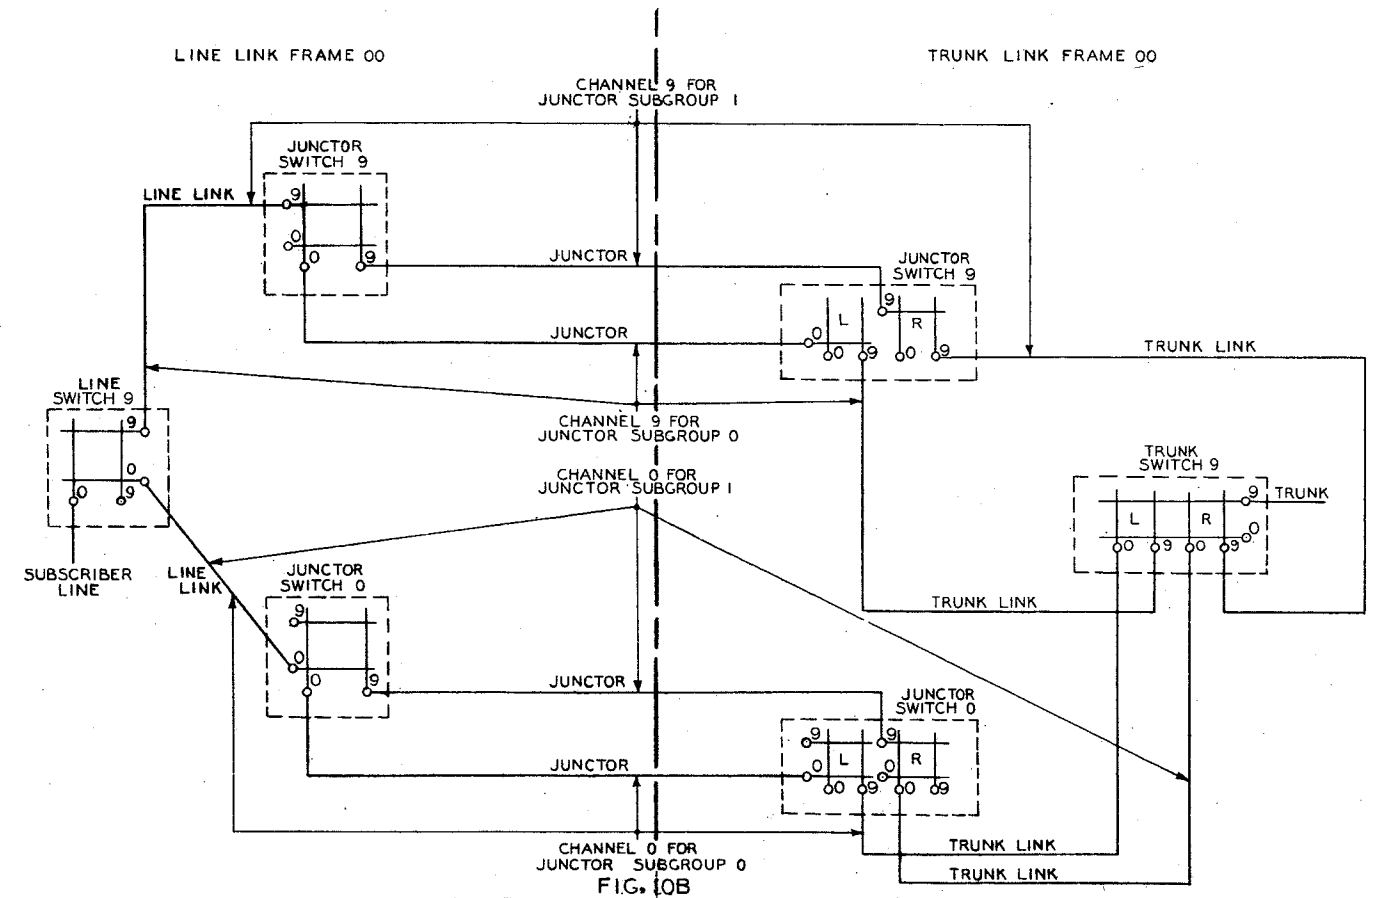 LINE LINK FRAME 00
TRUNK LINK FRAME 00
CHANNEL 9 FOR
JUNCTOR SUBGROUP 1
JUNCTOR
SWITCH 9
LINE LINK
9
0
0
9
JUNCTOR
JUNCTOR
SWITCH 9
9
L
R
0
0
9
0
9
JUNCTOR
TRUNK LINK
LINE
SWITCH 9
9
0
0
9
SUBSCRIBER
LINE
CHANNEL 9 FOR
JUNCTOR SUBGROUP 0
CHANNEL 0 FOR
JUNCTOR SUBGROUP 1
TRUNK
SWITCH 9
9
TRUNK
L
R
0
0
9
0
9
LINE
LINK
JUNCTOR
SWITCH 0
9
0
0
9
TRUNK LINK
JUNCTOR
JUNCTOR
SWITCH 0
9
9
L
R
0
0
0
9
0
9
JUNCTOR
TRUNK LINK
TRUNK LINK
CHANNEL 0 FOR
JUNCTOR SUBGROUP 0
FIG. 10B